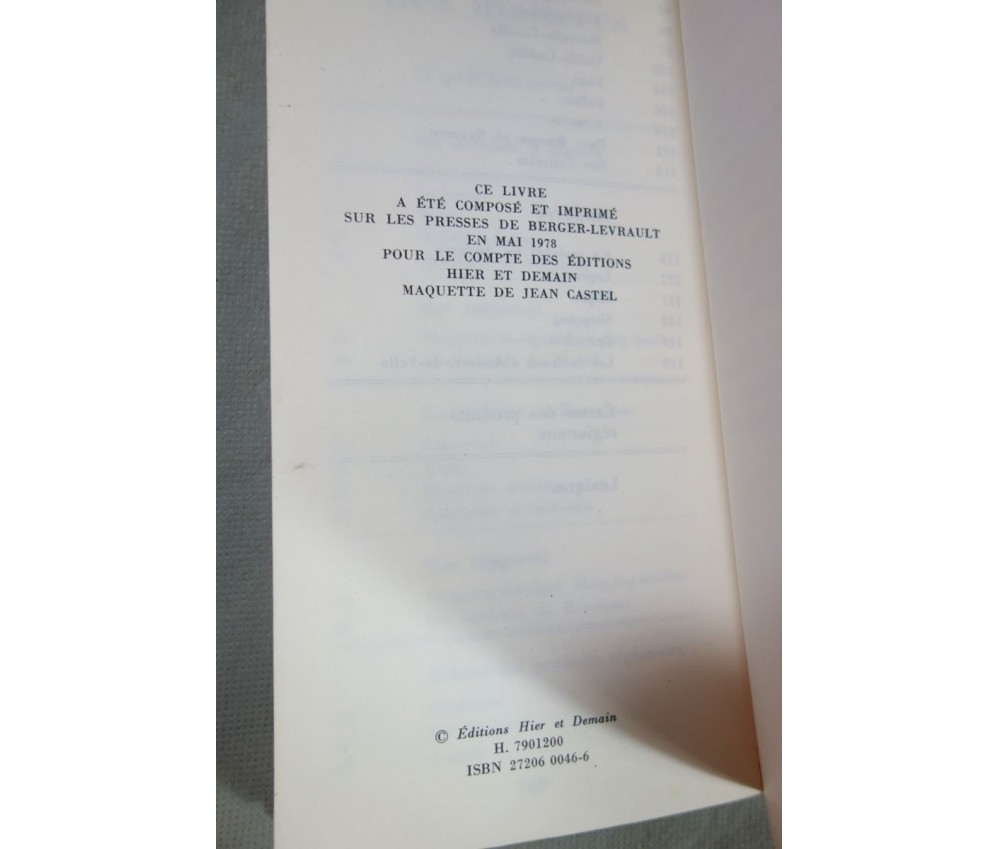 CE LIVRE
A ÉTÉ COMPOSÉ ET IMPRIMÉ
SUR LES PRESSES DE BERGER-LEVRAULT
EN MAI 1978
POUR LE COMPTE DES ÉDITIONS
HIER ET DEMAIN
MAQUETTE DE JEAN CASTEL
© Éditions Hier et Demain
H. 7901200
ISBN 27206 0046-6